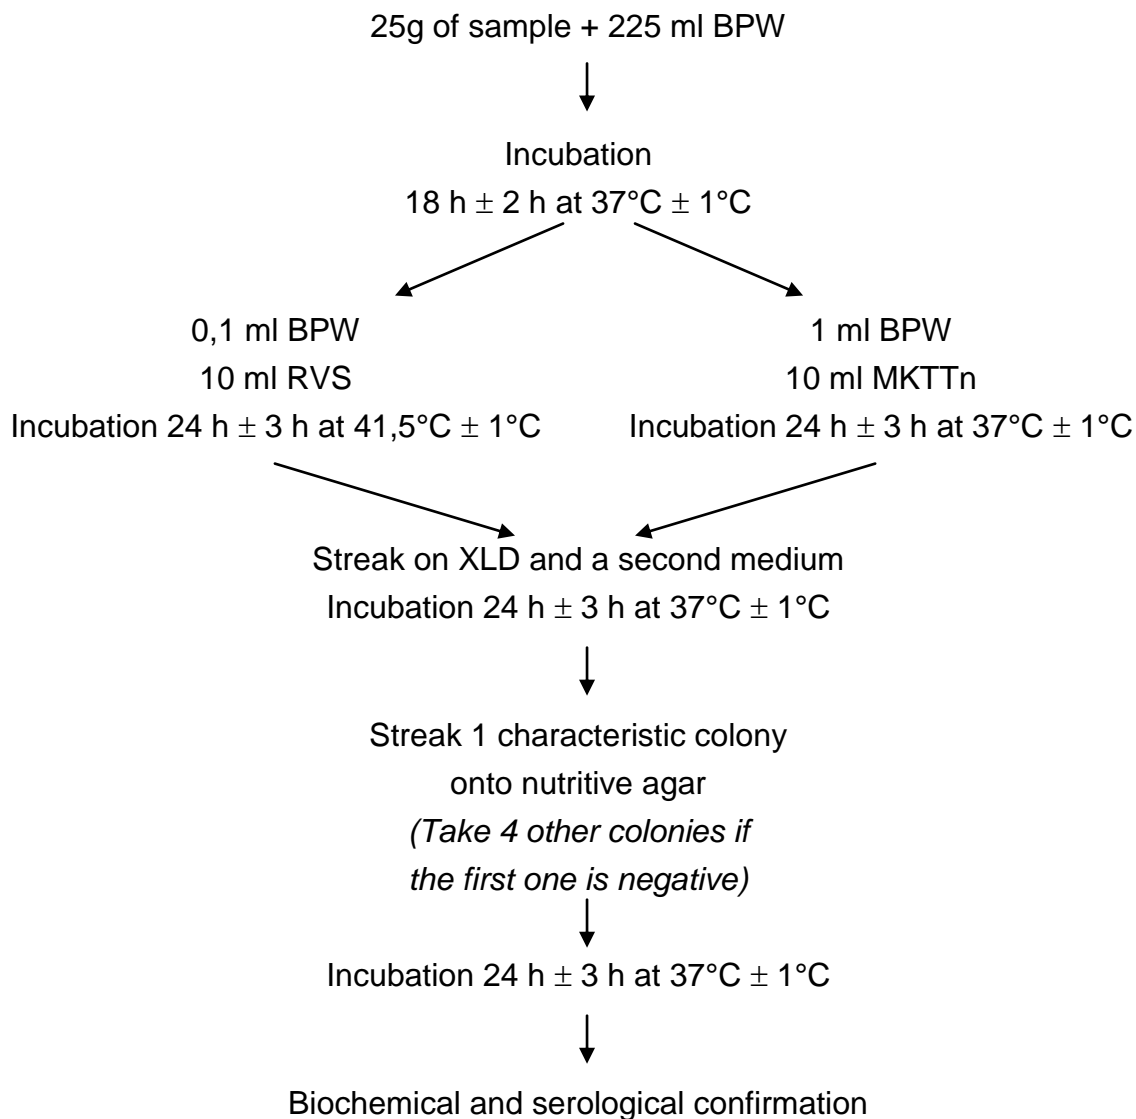 25g of sample + 225 ml BPW
Incubation
18 h ± 2 h at 37°C ± 1°C
0,1 ml BPW
10 ml RVS
Incubation 24 h ± 3 h at 41,5°C ± 1°C
1 ml BPW
10 ml MKTTn
Incubation 24 h ± 3 h at 37°C ± 1°C
Streak on XLD and a second medium
Incubation 24 h ± 3 h at 37°C ± 1°C
Streak 1 characteristic colony
onto nutritive agar
(Take 4 other colonies if
the first one is negative)
Incubation 24 h ± 3 h at 37°C ± 1°C
Biochemical and serological confirmation